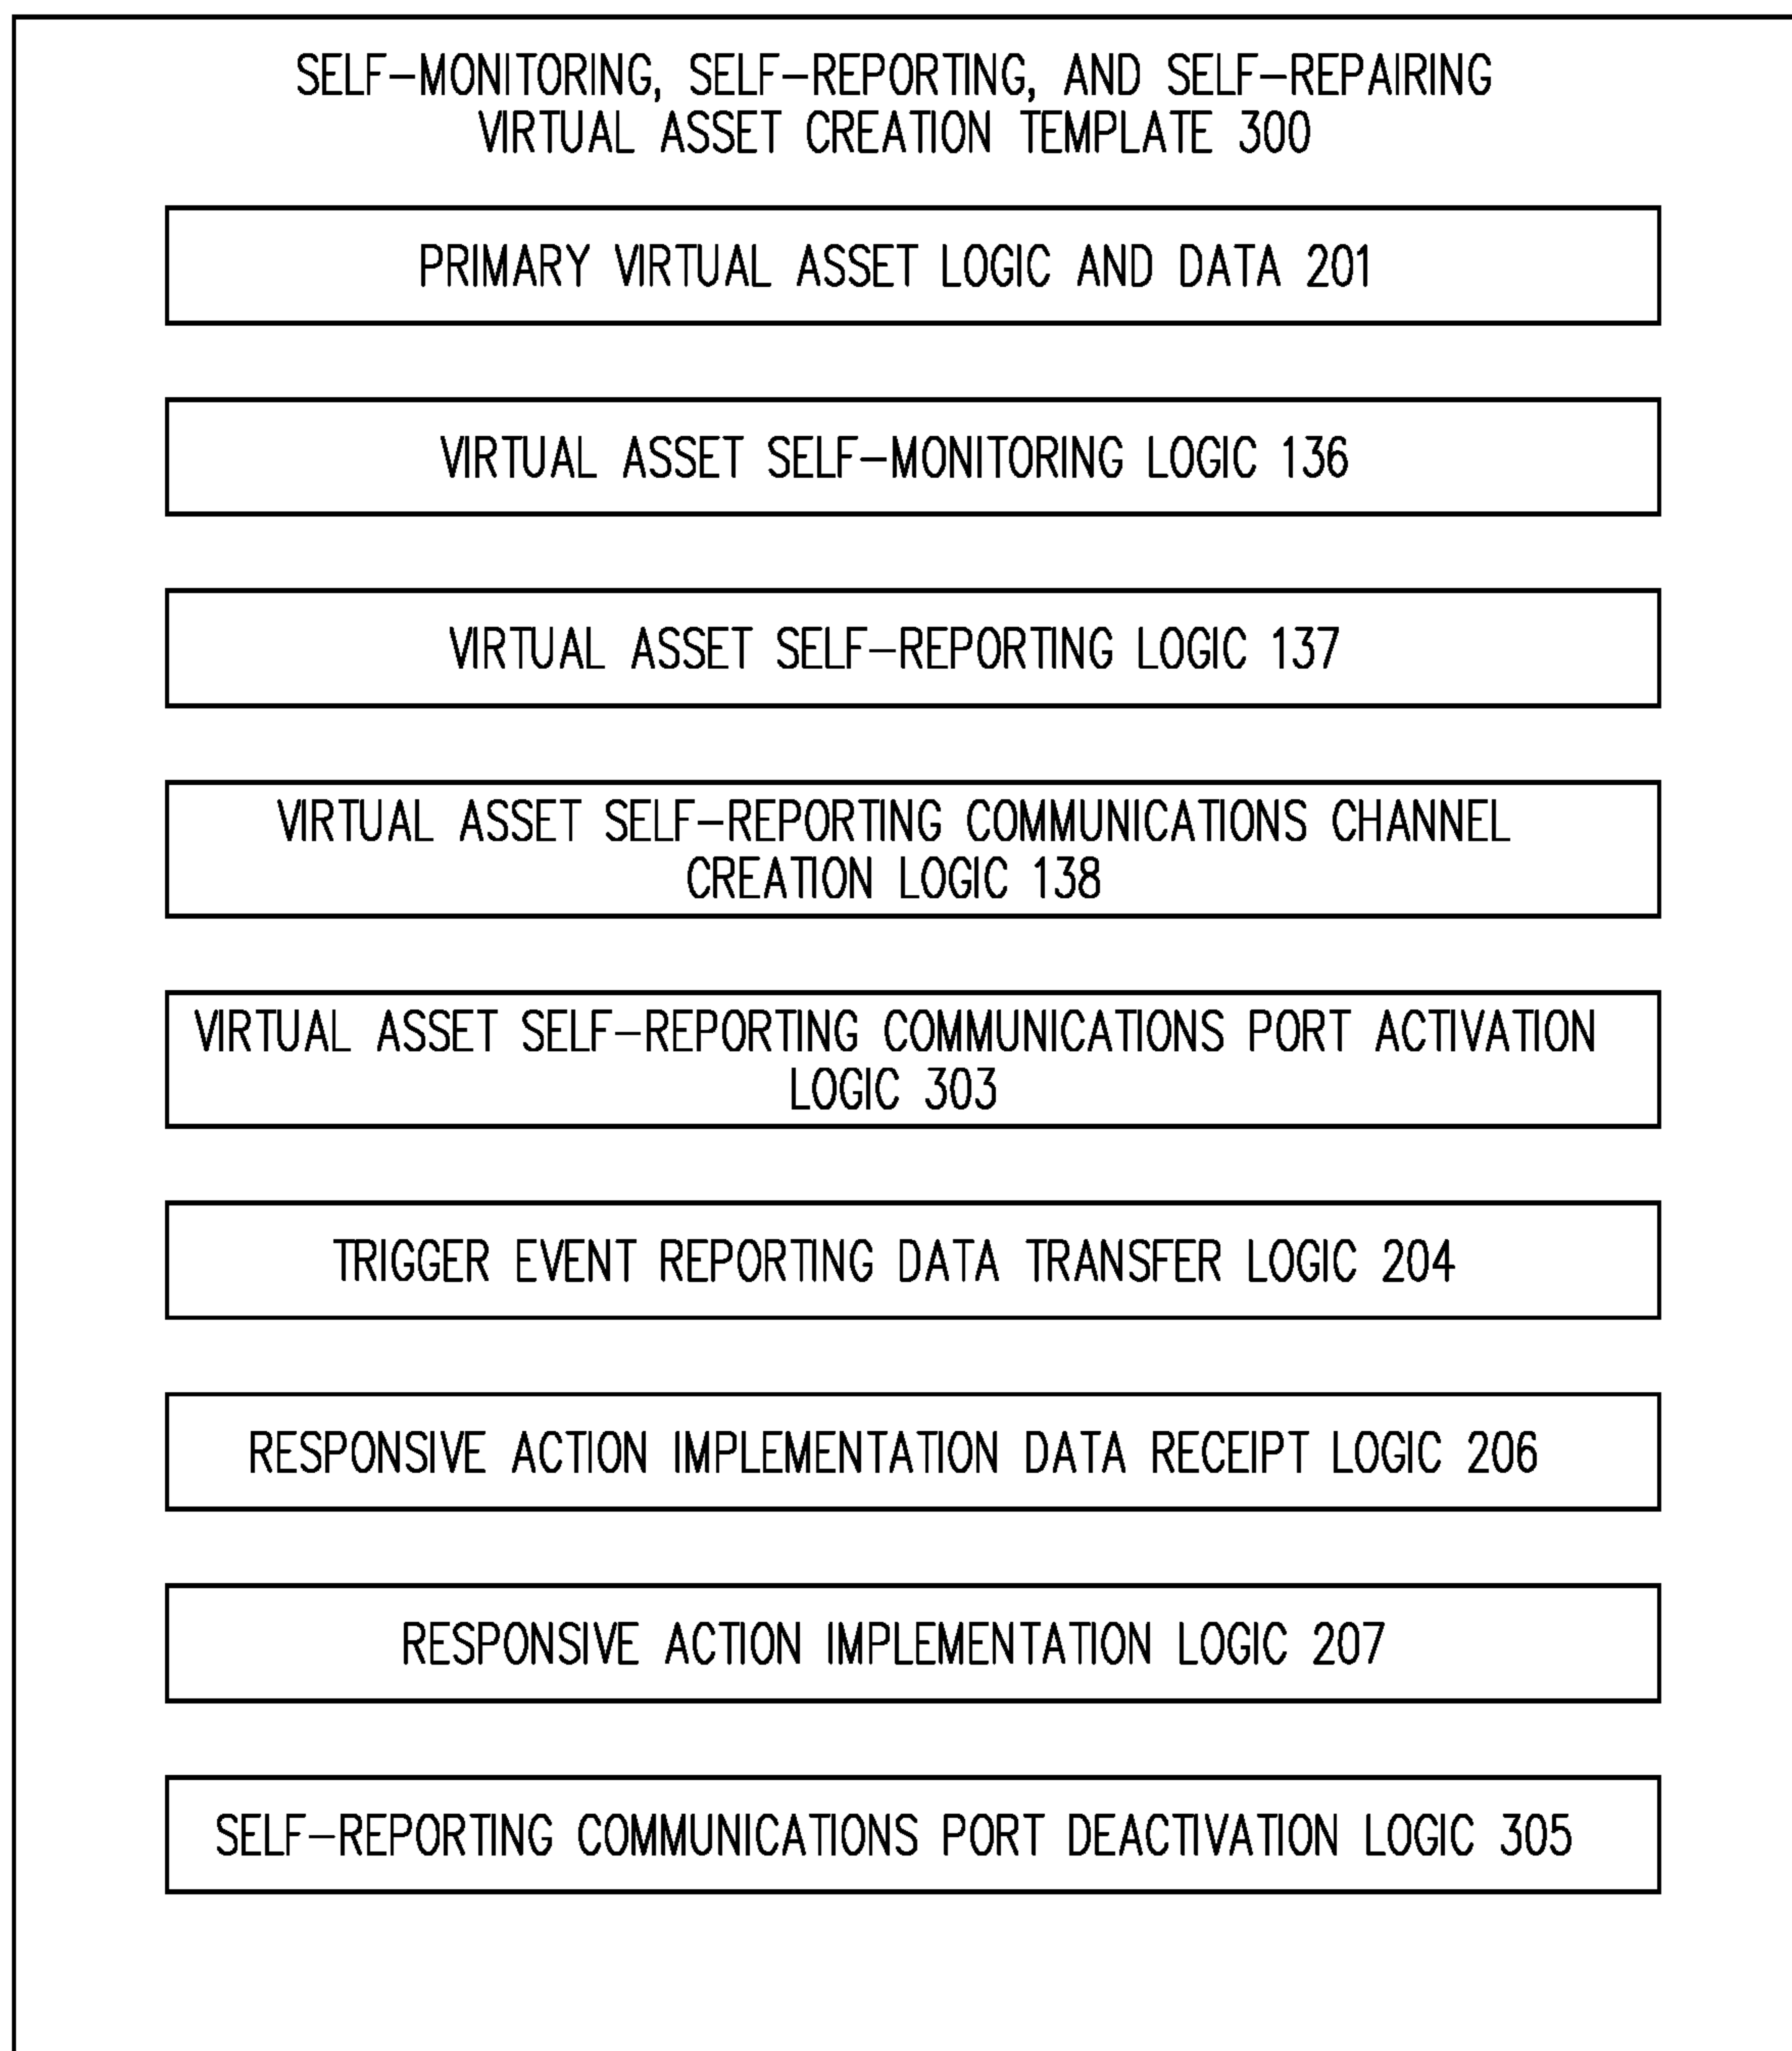 SELF-MONITORING, SELF-REPORTING, AND SELF-REPAIRING
VIRTUAL ASSET CREATION TEMPLATE 300
PRIMARY VIRTUAL ASSET LOGIC AND DATA 201
VIRTUAL ASSET SELF-MONITORING LOGIC 136
VIRTUAL ASSET SELF-REPORTING LOGIC 137
VIRTUAL ASSET SELF-REPORTING COMMUNICATIONS CHANNEL
CREATION LOGIC 138
VIRTUAL ASSET SELF-REPORTING COMMUNICATIONS PORT ACTIVATION
LOGIC 303
TRIGGER EVENT REPORTING DATA TRANSFER LOGIC 204
RESPONSIVE ACTION IMPLEMENTATION DATA RECEIPT LOGIC 206
RESPONSIVE ACTION IMPLEMENTATION LOGIC 207
SELF-REPORTING COMMUNICATIONS PORT DEACTIVATION LOGIC 305